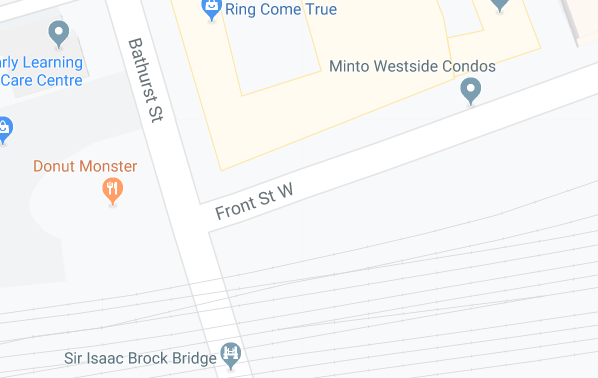 Ring Come True
Bathurst St
arly Learning
Care Centre
Minto Westside Condos
Donut Monster
Front St W
Sir Isaac Brock Bridge